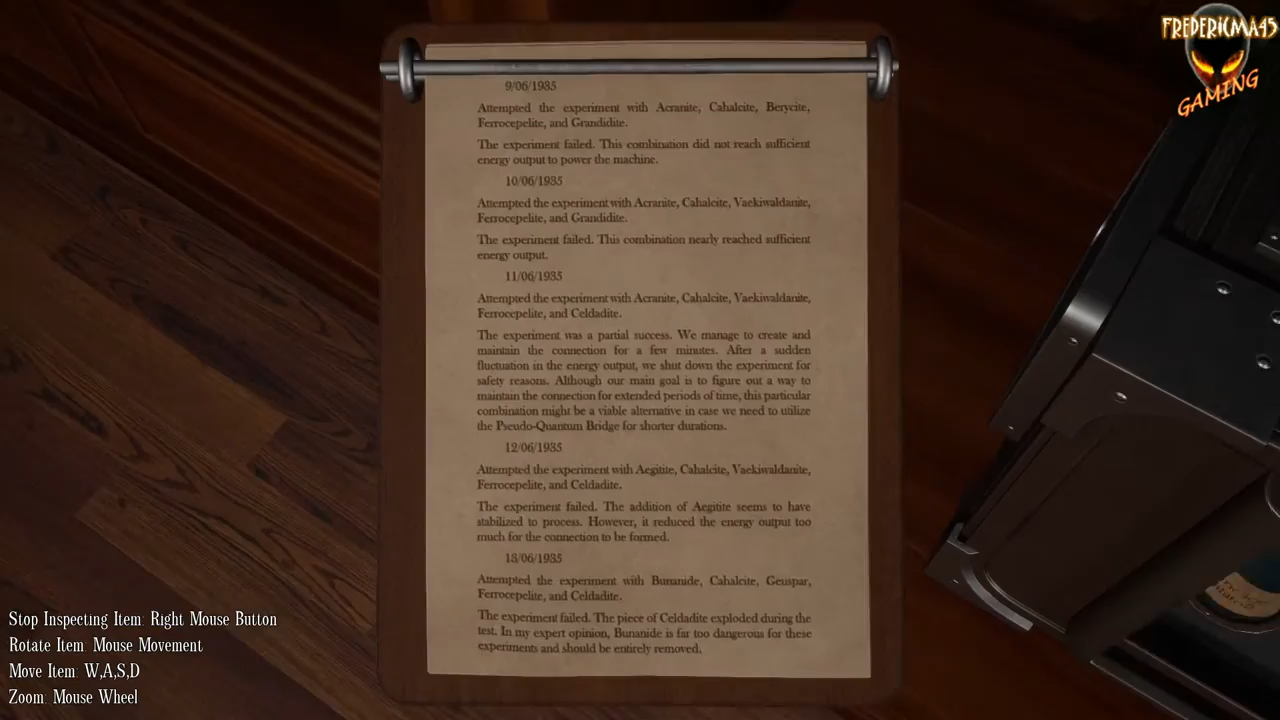 FREDERICMA45
GAMING
9/06/1935
Attempted the experiment with Acranite, Cahalcite, Berycite,
Ferrocepelite, and Grandidite.
The experiment failed. This combination did not reach sufficient
energy output to power the machine.
10/06/1935
Attempted the experiment with Acranite, Cahalcite, Vaekiwaldanite,
Ferrocepelite, and Grandidite.
The experiment failed. This combination nearly reached sufficient
energy output.
11/06/1935
Attempted the experiment with Acranite, Cahalcite, Vaekiwaldanite,
Ferrocepelite, and Celdadite.
The experiment was a partial success. We manage to create and
maintain the connection for a few minutes. After a sudden
fluctuation in the energy output, we shut down the experiment for
safety reasons. Although our main goal is to figure out a way to
maintain the connection for extended periods of time, this particular
combination might be a viable alternative in case we need to utilize
the Pseudo-Quantum Bridge for shorter durations.
12/06/1935
Attempted the experiment with Aegitite, Cahalcite, Vaekiwaldanite,
Ferrocepelite, and Celdadite.
The experiment failed. The addition of Aegitite seems to have
stabilized to process. However, it reduced the energy output too
much for the connection to be formed.
13/06/1935
Attempted the experiment with Bunanide, Cahalcite, Geuspar,
Ferrocepelite, and Celdadite.
The experiment failed. The piece of Celdadite exploded during the
test. In my expert opinion, Bunanide is far too dangerous for these
experiments and should be entirely removed.
Stop Inspecting Item: Right Mouse Button
Rotate Item: Mouse Movement
Move Item: W,A,S,D
Zoom: Mouse Wheel